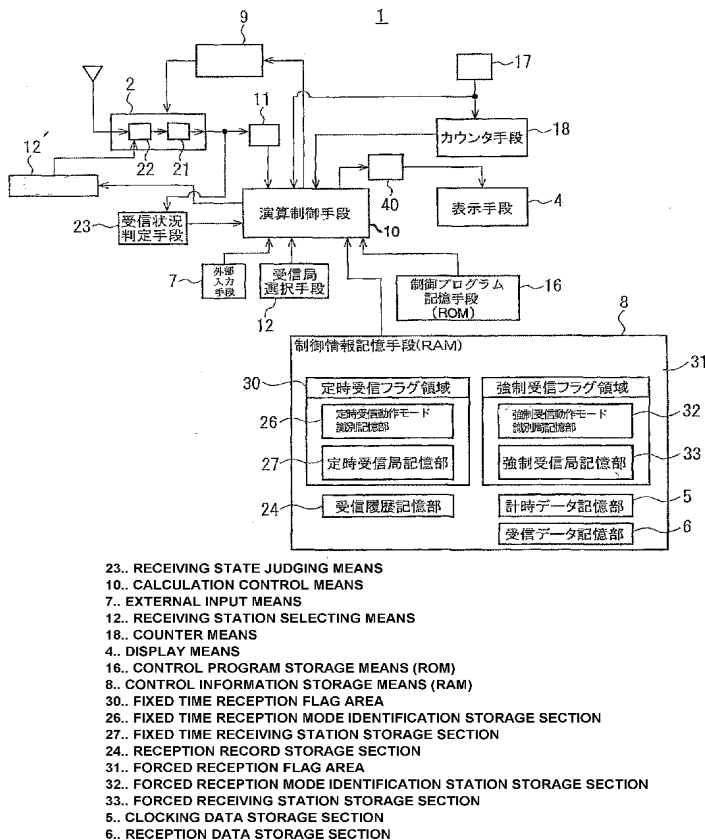 1
9
17
2
11
カウンタ手段
18
12'
22
21
40
表示手段
4
23
受信状況
判定手段
演算制御手段
10
7
外部
入力
手段
受信局
選択手段
12
制御プログラム
記憶手段
(ROM)
16
8
制御情報記憶手段(RAM)
31
30
定時受信フラグ領域
強制受信フラグ領域
26
定時受信動作モード
識別記憶部
強制受信動作モード
識別局記憶部
32
27
定時受信局記憶部
強制受信局記憶部
33
24
受信履歴記憶部
計時データ記憶部
5
受信データ記憶部
6
23.. RECEIVING STATE JUDGING MEANS
10.. CALCULATION CONTROL MEANS
7.. EXTERNAL INPUT MEANS
12.. RECEIVING STATION SELECTING MEANS
18.. COUNTER MEANS
4.. DISPLAY MEANS
16.. CONTROL PROGRAM STORAGE MEANS (ROM)
8.. CONTROL INFORMATION STORAGE MEANS (RAM)
30.. FIXED TIME RECEPTION FLAG AREA
26.. FIXED TIME RECEPTION MODE IDENTIFICATION STORAGE SECTION
27.. FIXED TIME RECEIVING STATION STORAGE SECTION
24.. RECEPTION RECORD STORAGE SECTION
31.. FORCED RECEPTION FLAG AREA
32.. FORCED RECEPTION MODE IDENTIFICATION STATION STORAGE SECTION
33.. FORCED RECEIVING STATION STORAGE SECTION
5.. CLOCKING DATA STORAGE SECTION
6.. RECEPTION DATA STORAGE SECTION